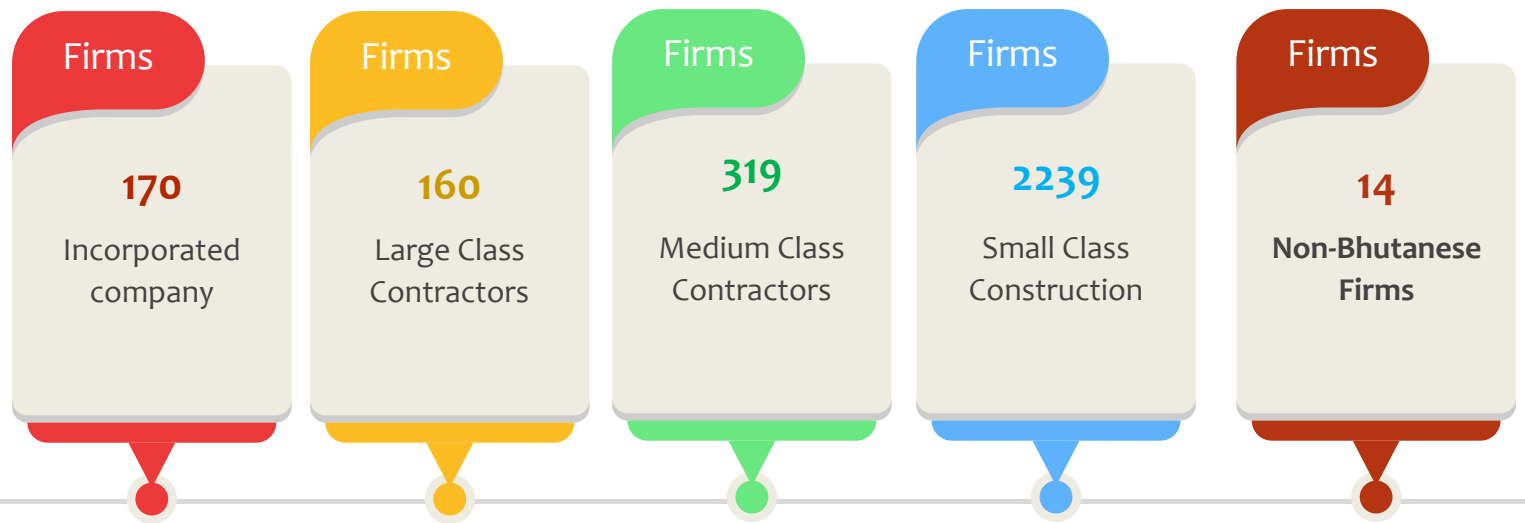 Firms
170
Incorporated
company
Firms
160
Large Class
Contractors
Firms
319
Medium Class
Contractors
Firms
2239
Small Class
Construction
Firms
14
Non-Bhutanese
Firms